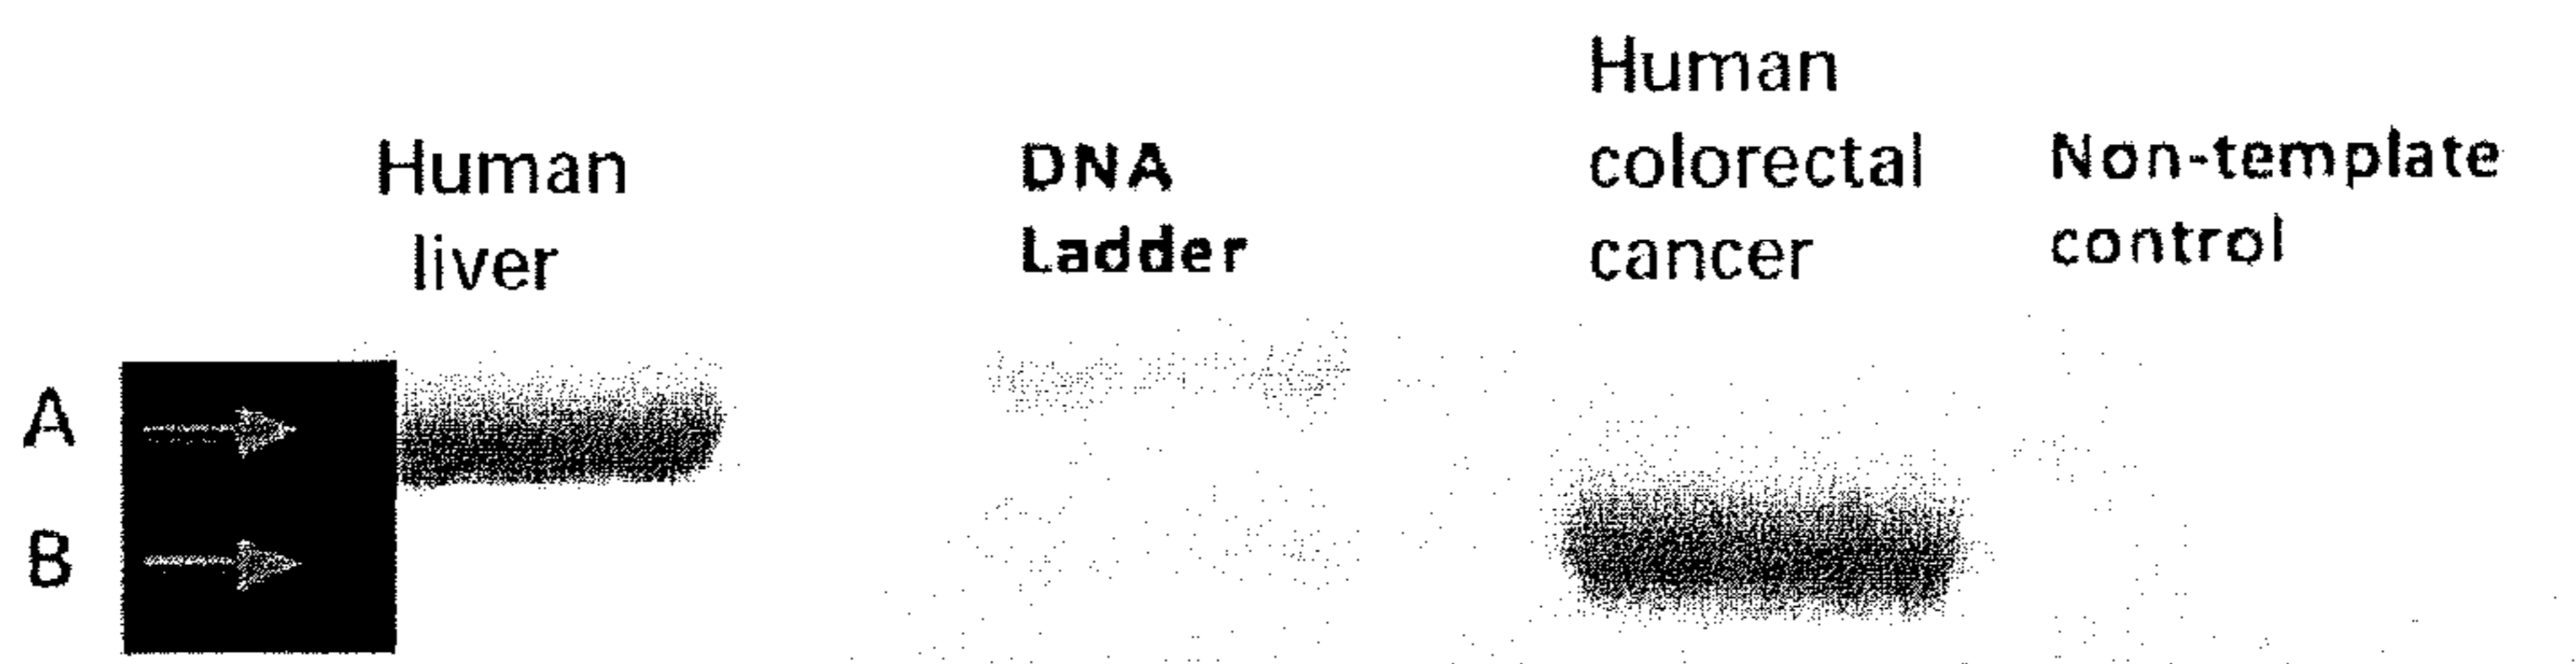 Human
liver
DNA
Ladder
Human
colorectal
cancer
Non-template
control
A
B